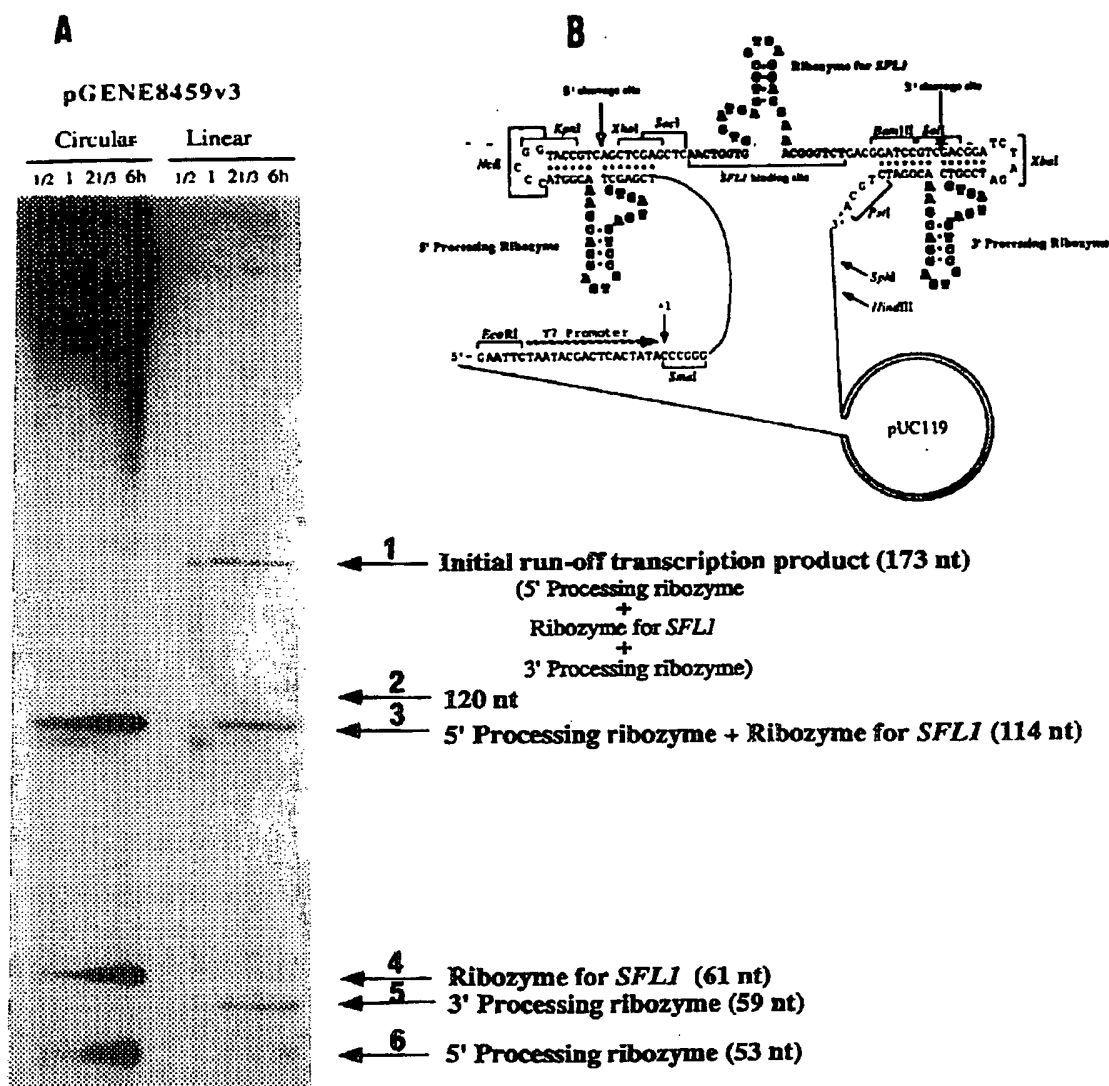 A
B
pGENE8459v3
Circular Linear
1/2 1 21/3 6h 1/2 1 21/3 6h
Ribozyme for SFL1
5' cleavage site
3' cleavage site
KpnI XhoI SacI
BamHI SalI
TACCGTCAGCTCGAGCTCAACTGGTG
ACGGGTCTGACGGATCCGTCGACGGA
XbaI
SFL1 binding site
PstI
5' Processing Ribozyme
3' Processing Ribozyme
SphI
HindIII
+1
EcoRI T7 Promoter
5'- GAATTCTAATACGACTCACTATACCCGGG
SmaI
pUC119
1 Initial run-off transcription product (173 nt)
(5' Processing ribozyme
+
Ribozyme for SFL1
+
3' Processing ribozyme)
2 120 nt
3 5' Processing ribozyme + Ribozyme for SFL1 (114 nt)
4 Ribozyme for SFL1 (61 nt)
5 3' Processing ribozyme (59 nt)
6 5' Processing ribozyme (53 nt)